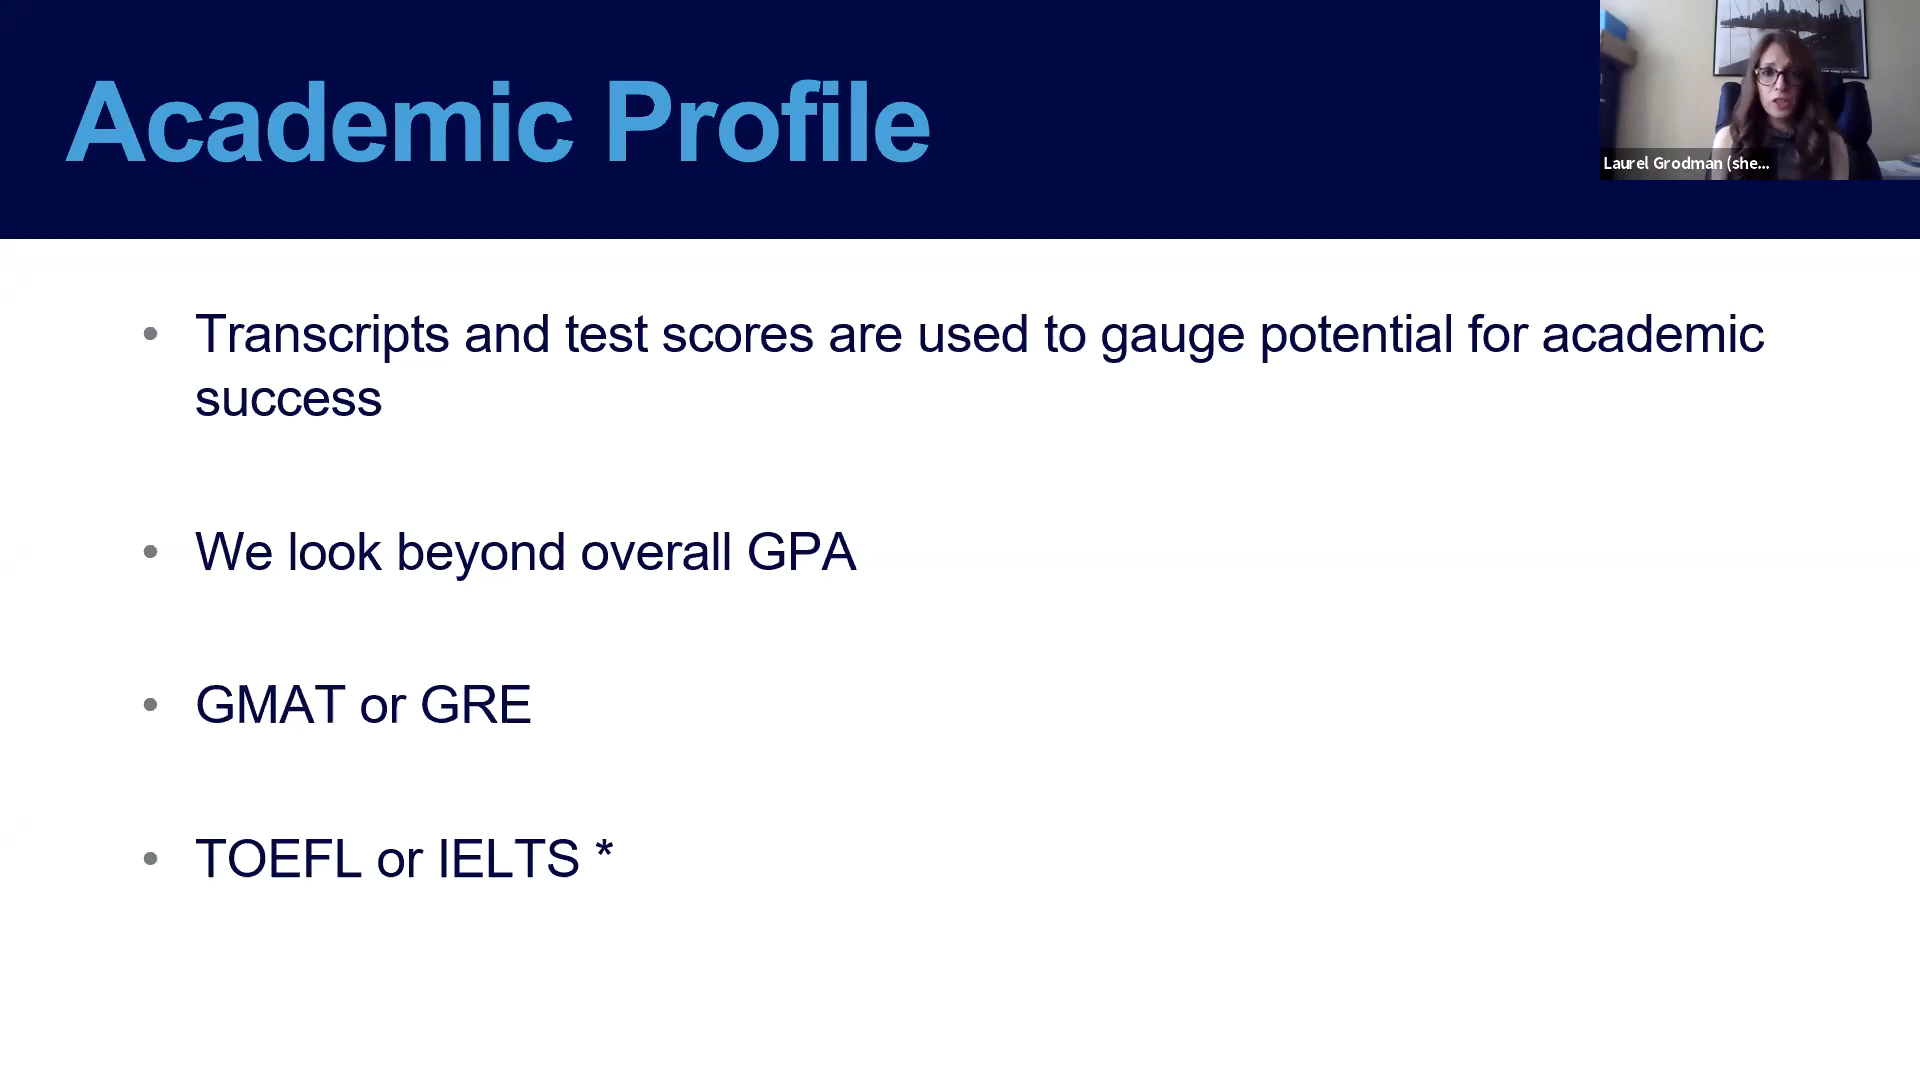 Academic Profile
Laurel Grodman (she...
• Transcripts and test scores are used to gauge potential for academic
success
• We look beyond overall GPA
• GMAT or GRE
• TOEFL or IELTS *